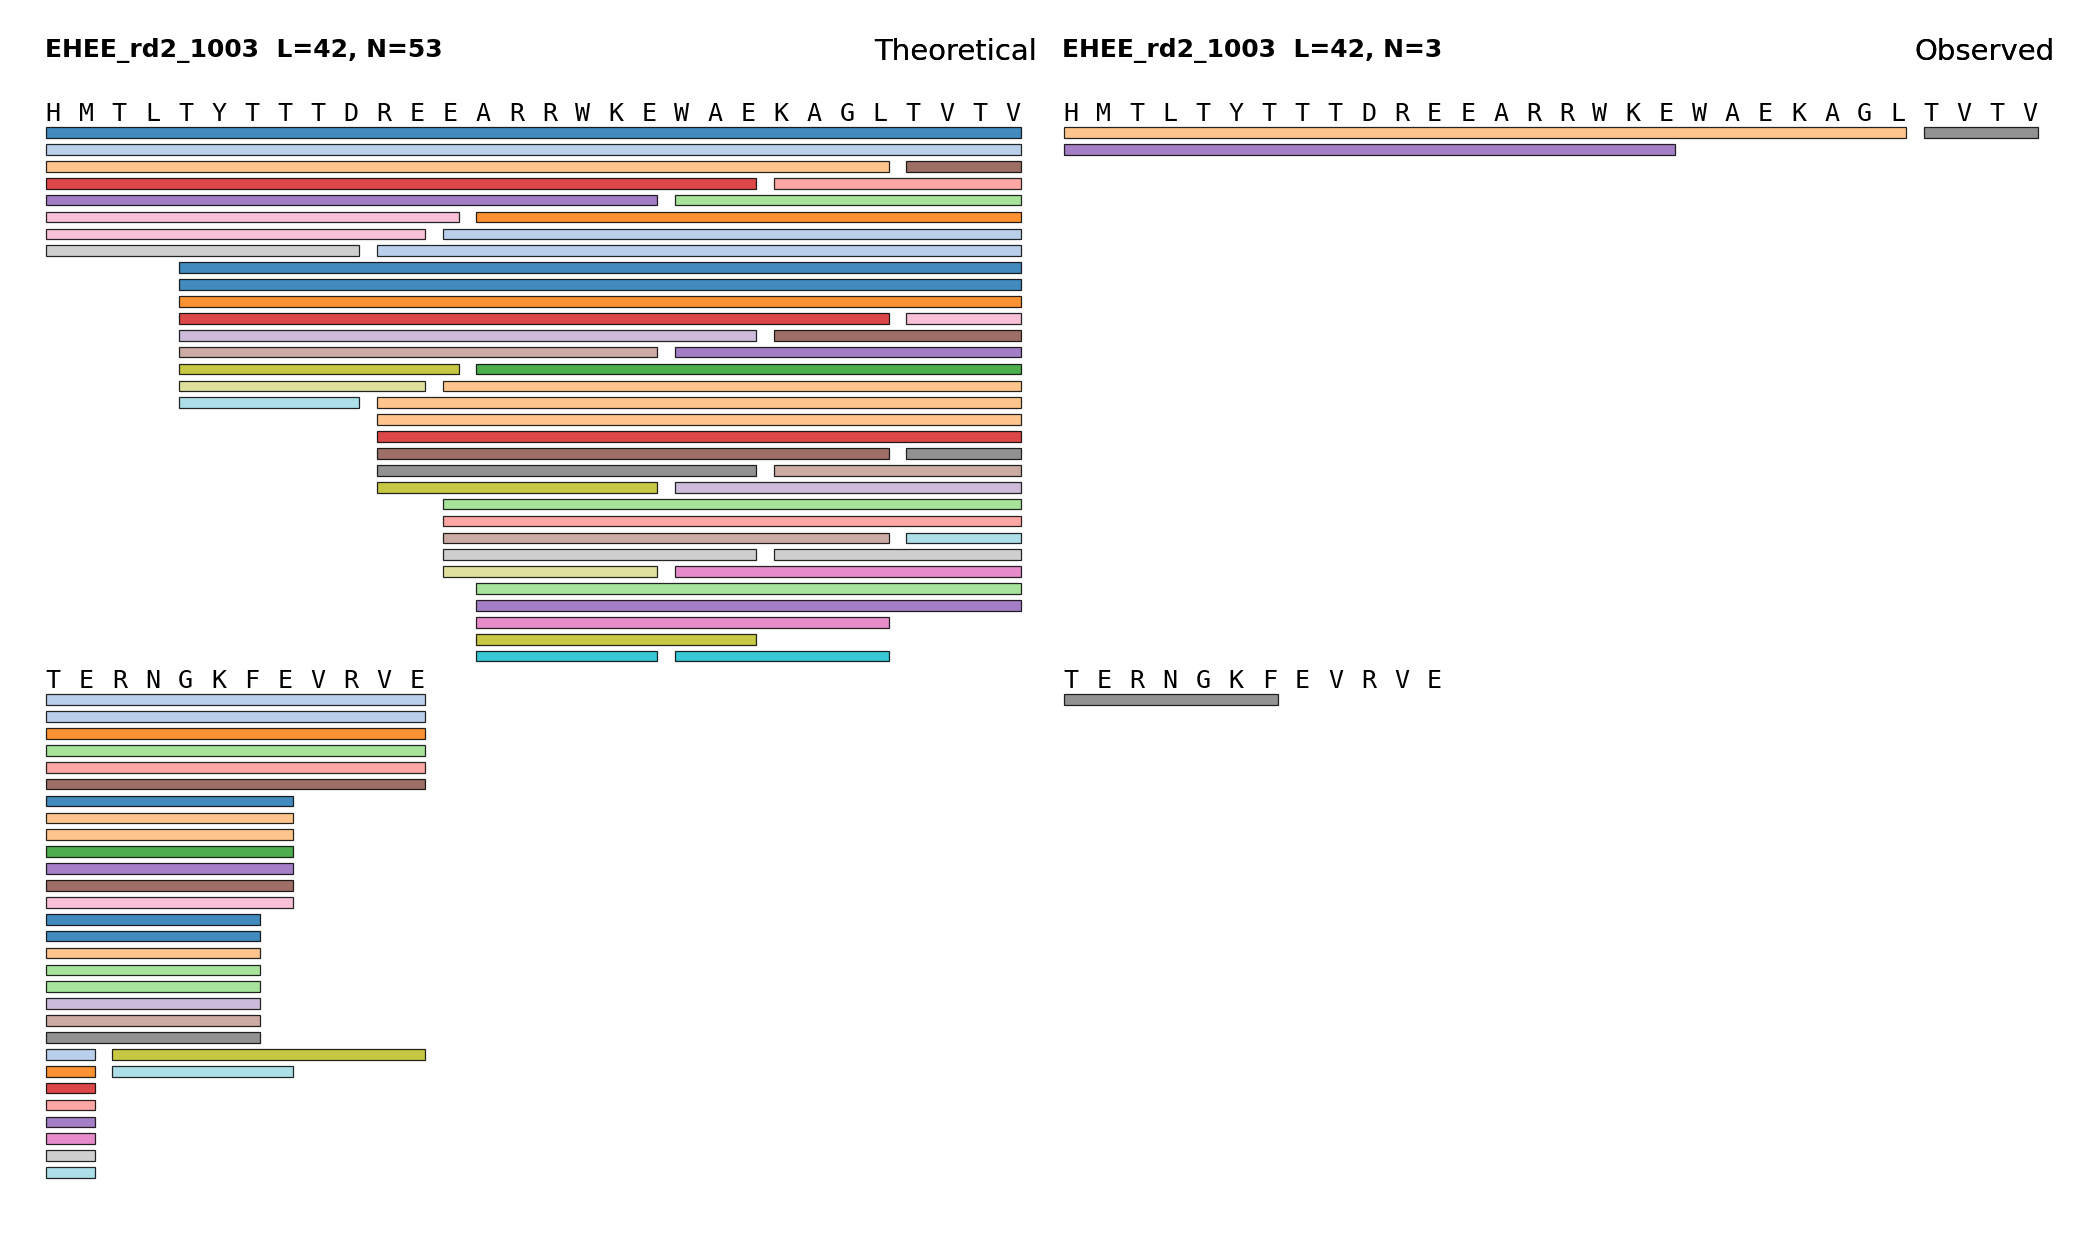 EHEE_rd2_1003 L=42, N=53 Theoretical
H M T L T Y T T T D R E E A R R W K E W A E K A G L T V T V
T E R N G K F E V R V E
EHEE_rd2_1003 L=42, N=3 Observed
H M T L T Y T T T D R E E A R R W K E W A E K A G L T V T V
T E R N G K F E V R V E